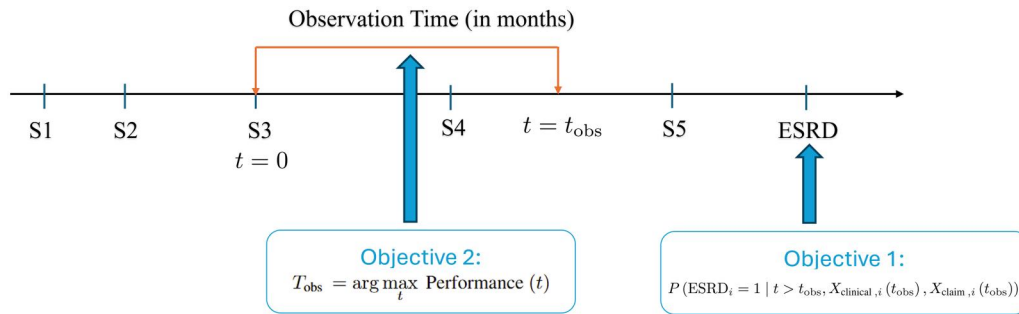 Observation Time (in months)
S1 S2 S3 S4 t = t_obs S5 ESRD
t = 0
Objective 2:
T_obs = arg max_t Performance (t)
Objective 1:
P (ESRD_i = 1 | t > t_obs, X_clinical,i (t_obs), X_claim,i (t_obs))